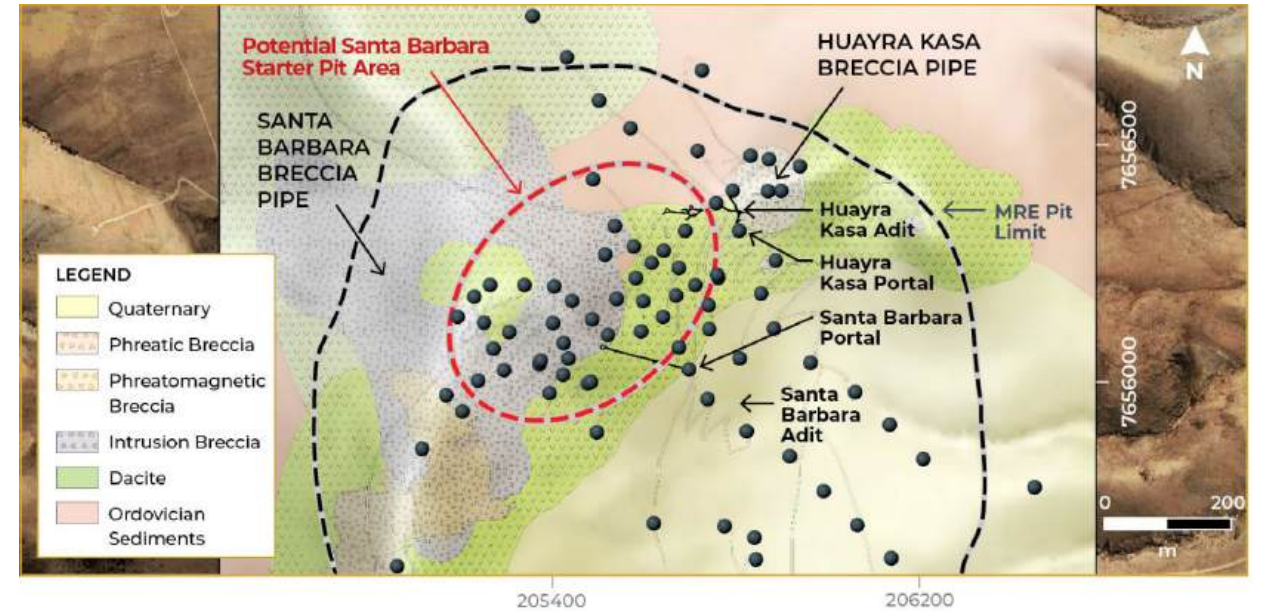 Potential Santa Barbara
Starter Pit Area
HUAYRA KASA
BRECCIA PIPE
N
SANTA
BARBARA
BRECCIA
PIPE
7656500
Huayra
Kasa Adit
MRE Pit
Limit
Huayra
Kasa Portal
LEGEND
Quaternary
Phreatic Breccia
Phreatomagnetic
Breccia
Intrusion Breccia
Dacite
Ordovician
Sediments
Santa Barbara
Portal
7656000
Santa
Barbara
Adit
0 200
m
205400
206200